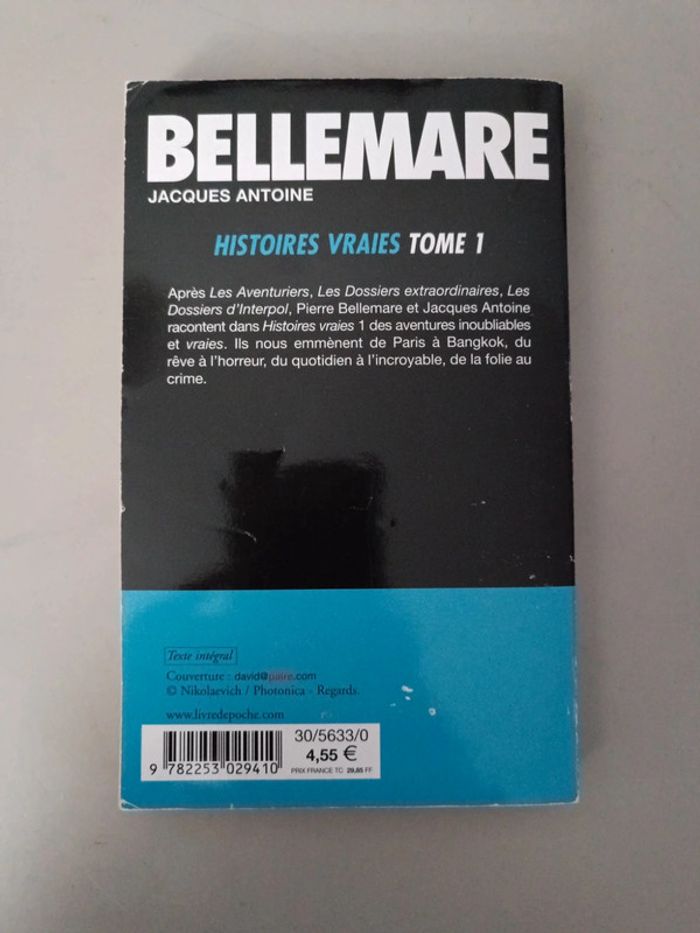 BELLEMARE
JACQUES ANTOINE
HISTOIRES VRAIES TOME 1
Après Les Aventuriers, Les Dossiers extraordinaires, Les
Dossiers d'Interpol, Pierre Bellemare et Jacques Antoine
racontent dans Histoires vraies 1 des aventures inoubliables
et vraies. Ils nous emmènent de Paris à Bangkok, du
rêve à l'horreur, du quotidien à l'incroyable, de la folie au
crime.
Texte intégral
Couverture : david@paire.com
© Nikolaevich / Photonica - Regards.
www.livredepoche.com
30/5633/0
4,55 €
9 782253 029410
PRIX FRANCE TC 29,85 FF